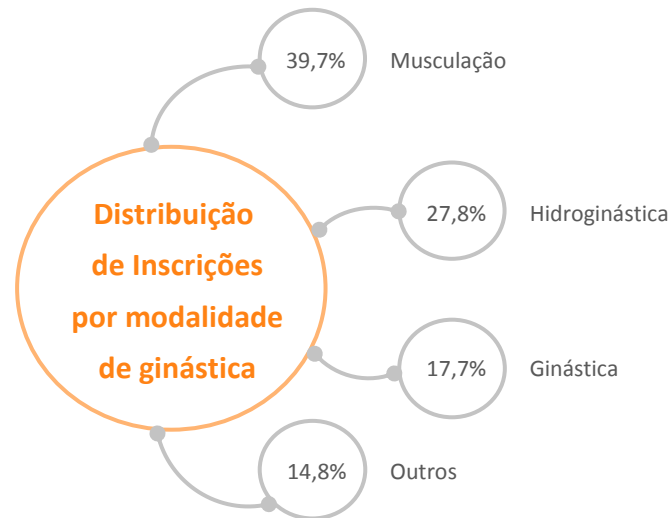 39,7% Musculação
Distribuição
de Inscrições
por modalidade
de ginástica
27,8% Hidroginástica
17,7% Ginástica
14,8% Outros